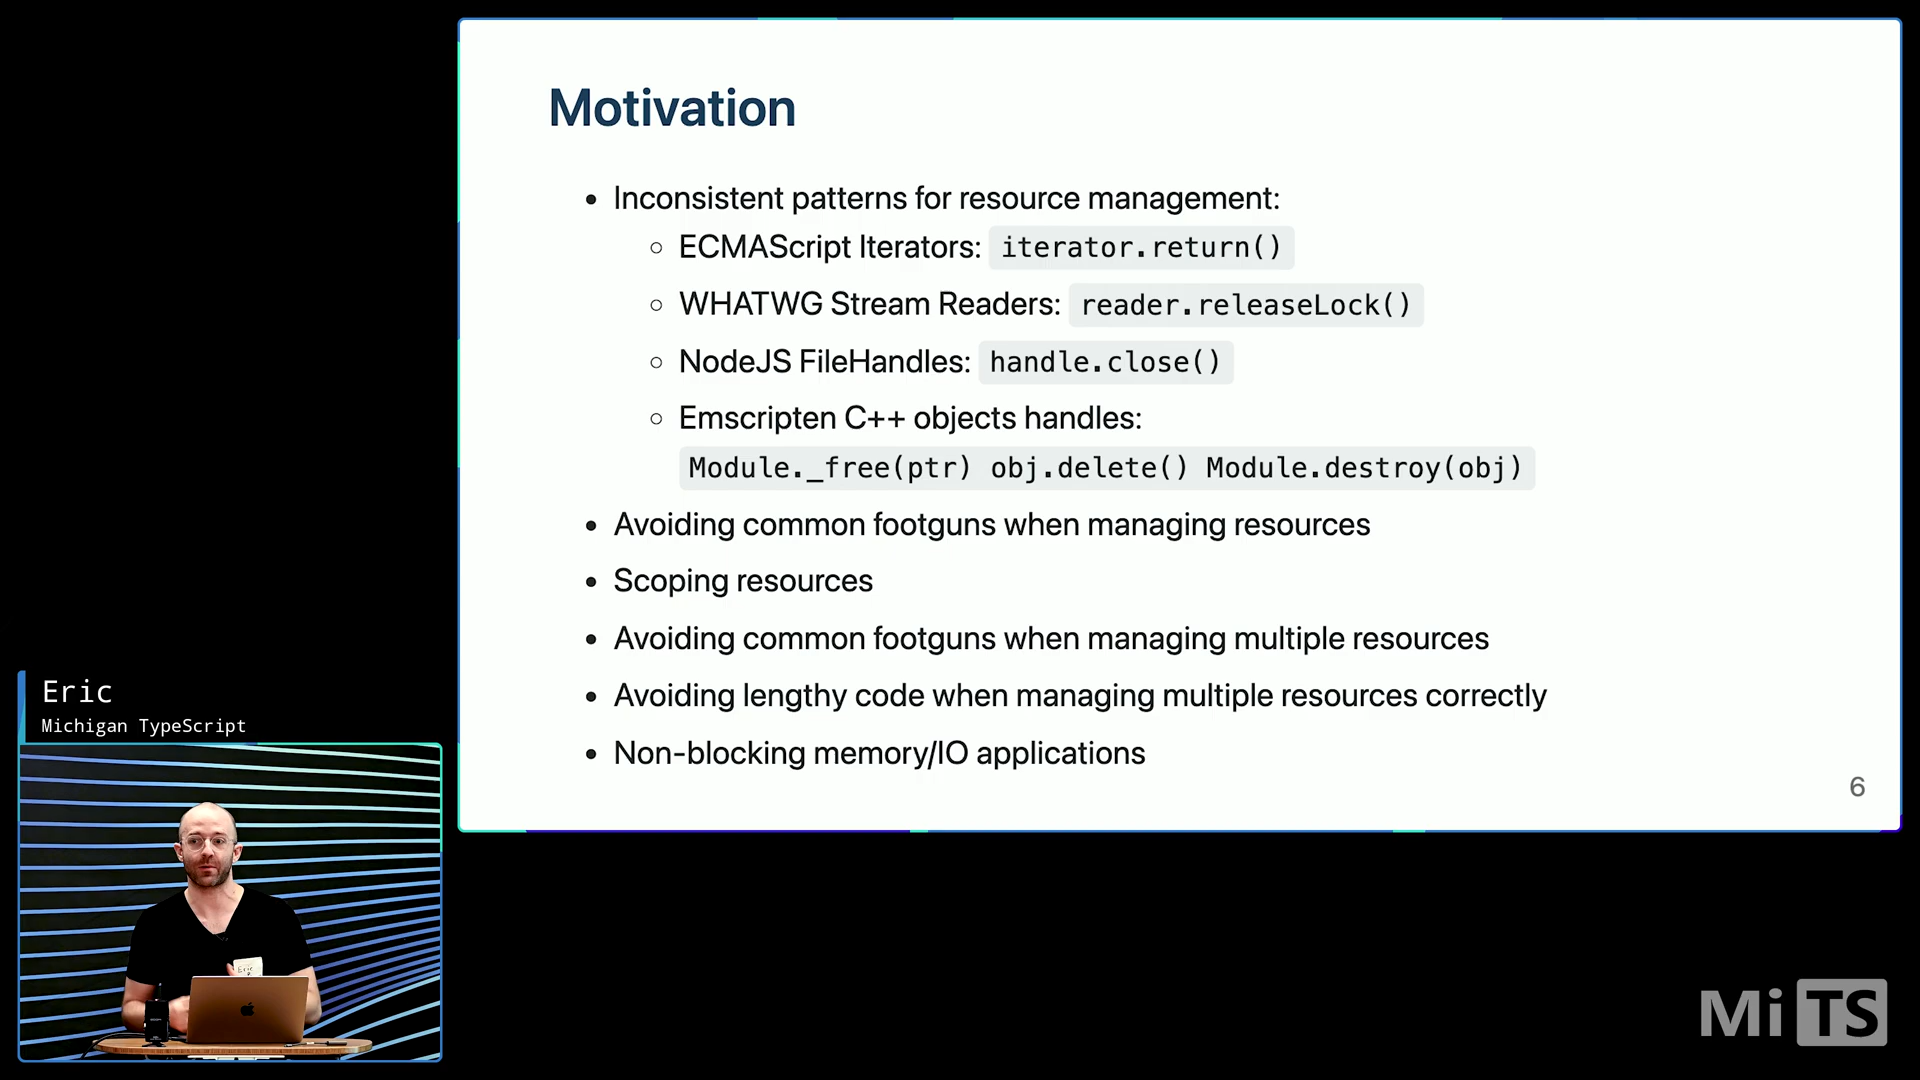 Motivation
• Inconsistent patterns for resource management:
◦ ECMAScript Iterators: iterator.return()
◦ WHATWG Stream Readers: reader.releaseLock()
◦ NodeJS FileHandles: handle.close()
◦ Emscripten C++ objects handles:
Module._free(ptr) obj.delete() Module.destroy(obj)
• Avoiding common footguns when managing resources
• Scoping resources
• Avoiding common footguns when managing multiple resources
• Avoiding lengthy code when managing multiple resources correctly
• Non-blocking memory/IO applications
6
Eric
Michigan TypeScript
Eric
MiTS